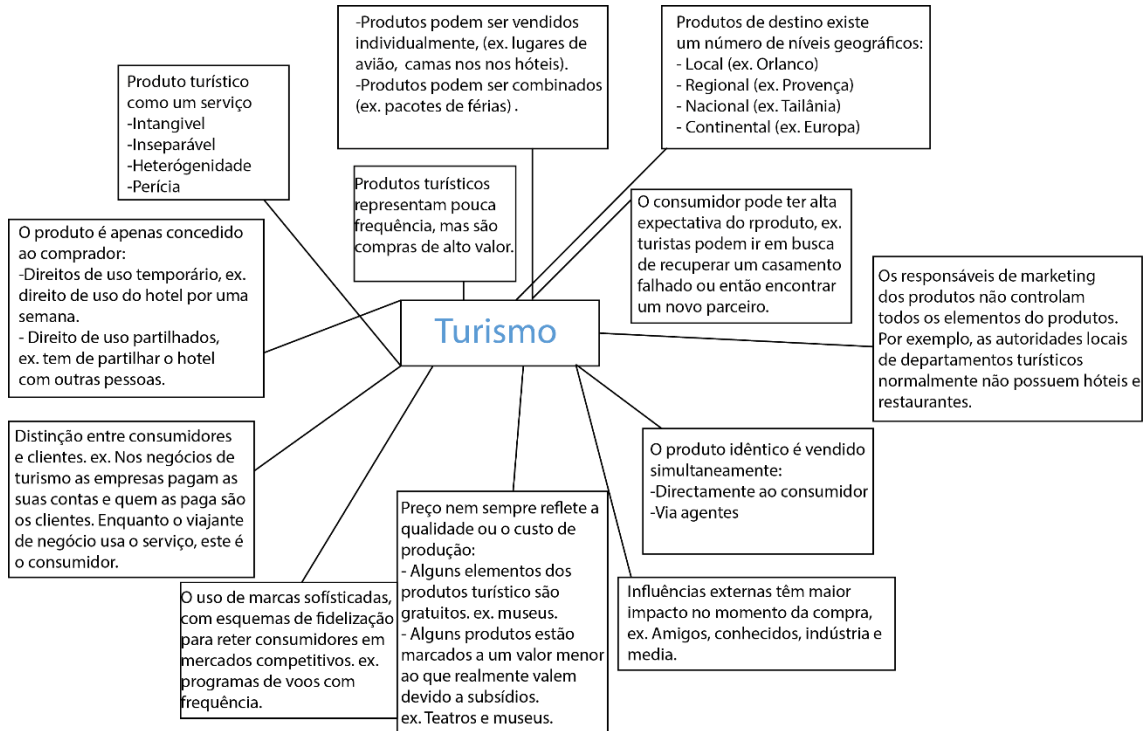 -Produtos podem ser vendidos
individualmente, (ex. lugares de
avião, camas nos nos hóteis).
-Produtos podem ser combinados
(ex. pacotes de férias) .
Produtos de destino existe
um número de níveis geográficos:
- Local (ex. Orlanco)
- Regional (ex. Provença)
- Nacional (ex. Tailânia)
- Continental (ex. Europa)
Produto turístico
como um serviço
-Intangivel
-Inseparável
-Heterógenidade
-Perícia
Produtos turísticos
representam pouca
frequência, mas são
compras de alto valor.
O consumidor pode ter alta
expectativa do rproduto, ex.
turistas podem ir em busca
de recuperar um casamento
falhado ou então encontrar
um novo parceiro.
O produto é apenas concedido
ao comprador:
-Direitos de uso temporário, ex.
direito de uso do hotel por uma
semana.
- Direito de uso partilhados,
ex. tem de partilhar o hotel
com outras pessoas.
Turismo
Os responsáveis de marketing
dos produtos não controlam
todos os elementos do produtos.
Por exemplo, as autoridades locais
de departamentos turísticos
normalmente não possuem hóteis e
restaurantes.
Distinção entre consumidores
e clientes. ex. Nos negócios de
turismo as empresas pagam as
suas contas e quem as paga são
os clientes. Enquanto o viajante
de negócio usa o serviço, este é
o consumidor.
O produto idêntico é vendido
simultaneamente:
-Directamente ao consumidor
-Via agentes
O uso de marcas sofísticadas,
com esquemas de fidelização
para reter consumidores em
mercados competitivos. ex.
programas de voos com
frequência.
Preço nem sempre reflete a
qualidade ou o custo de
produção:
- Alguns elementos dos
produtos turístico são
gratuitos. ex. museus.
- Alguns produtos estão
marcados a um valor menor
ao que realmente valem
devido a subsídios.
ex. Teatros e museus.
Influências externas têm maior
impacto no momento da compra,
ex. Amigos, conhecidos, indústria e
media.